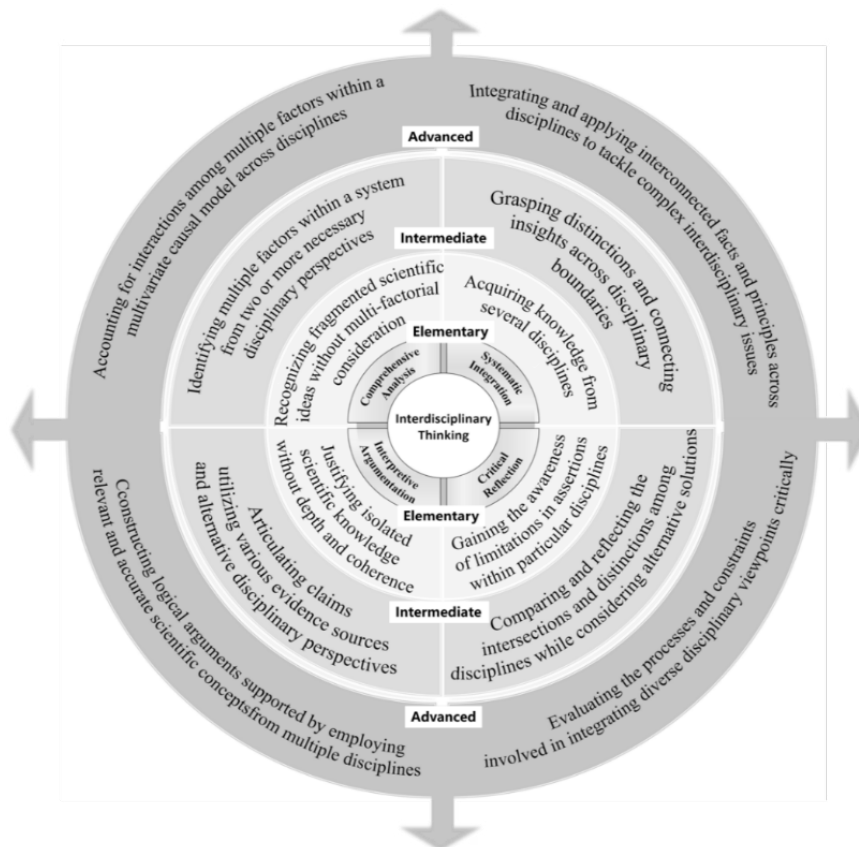 Accounting for interactions among multiple factors within a
multivariate causal model across disciplines
Integrating and applying interconnected facts and principles across
disciplines to tackle complex interdisciplinary issues
Advanced
Identifying multiple factors within a system
from two or more necessary
disciplinary perspectives
Grasping distinctions and connecting
insights across disciplinary
boundaries
Intermediate
Recognizing fragmented scientific
ideas without multi-factorial
consideration
Acquiring knowledge from
several disciplines
Elementary
Comprehensive
Analysis
Systematic
Integration
Interdisciplinary
Thinking
Interpretive
Argumentation
Critical
Reflection
Elementary
Justifying isolated
scientific knowledge
without depth and coherence
Gaining the awareness
of limitations in assertions
within particular disciplines
Intermediate
Articulating claims
utilizing various evidence sources
and alternative disciplinary perspectives
Comparing and reflecting the
intersections and distinctions among
disciplines while considering alternative solutions
Advanced
Cconstructing logical arguments supported by employing
relevant and accurate scientific conceptsfrom multiple disciplines
Evaluating the processes and constraints
involved in integrating diverse disciplinary viewpoints critically